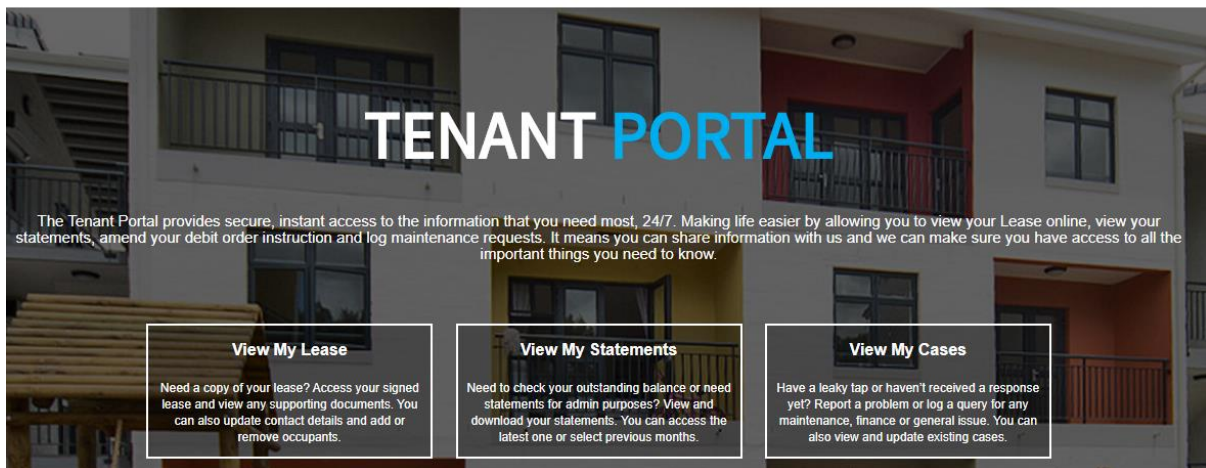 TENANT PORTAL
The Tenant Portal provides secure, instant access to the information that you need most, 24/7. Making life easier by allowing you to view your Lease online, view your
statements, amend your debit order instruction and log maintenance requests. It means you can share information with us and we can make sure you have access to all the
important things you need to know.
View My Lease
Need a copy of your lease? Access your signed
lease and view any supporting documents. You
can also update contact details and add or
remove occupants.
View My Statements
Need to check your outstanding balance or need
statements for admin purposes? View and
download your statements. You can access the
latest one or select previous months.
View My Cases
Have a leaky tap or haven't received a response
yet? Report a problem or log a query for any
maintenance, finance or general issue. You can
also view and update existing cases.